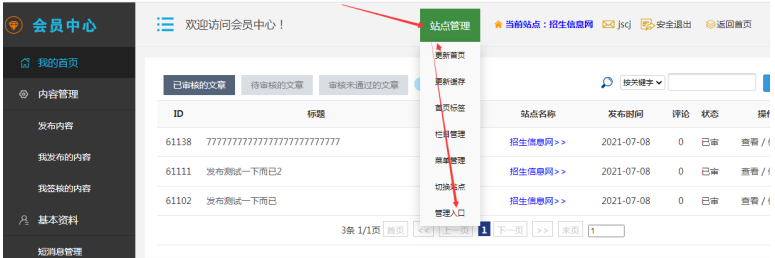 会员中心
欢迎访问会员中心！
站点管理
当前站点：招生信息网 jscj 安全退出 返回首页
我的首页
内容管理
发布内容
我发布的内容
我签核的内容
基本资料
短消息管理
更新首页
更新缓存
首页标签
栏目管理
菜单管理
切换站点
管理入口
已审核的文章 待审核的文章 审核未通过的文章
按关键字
ID 标题 站点名称 发布时间 评论 状态
61138 招生信息网>> 2021-07-08 0 已审 查看 /
61111 发布测试一下而已2 招生信息网>> 2021-07-08 0 已审 查看 /
61102 发布测试一下而已 招生信息网>> 2021-07-08 0 已审 查看 /
3条 1/1页 首页 << 上一页 1 下一页 >> 末页 1